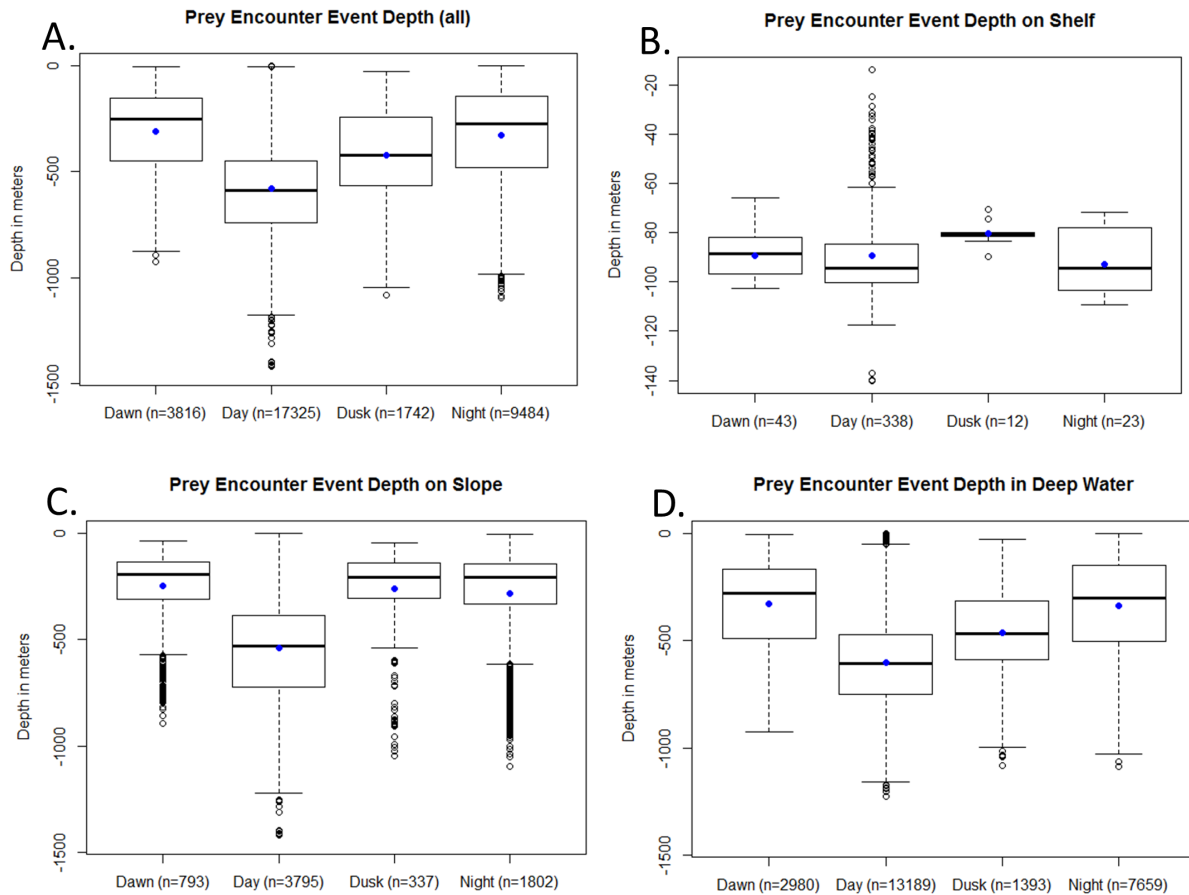 A.
Prey Encounter Event Depth (all)
Depth in meters
0
-500
-1000
-1500
Dawn (n=3816) Day (n=17325) Dusk (n=1742) Night (n=9484)
B.
Prey Encounter Event Depth on Shelf
Depth in meters
-20
-40
-60
-80
-100
-120
-140
Dawn (n=43) Day (n=338) Dusk (n=12) Night (n=23)
C.
Prey Encounter Event Depth on Slope
Depth in meters
0
-500
-1000
-1500
Dawn (n=793) Day (n=3795) Dusk (n=337) Night (n=1802)
D.
Prey Encounter Event Depth in Deep Water
Depth in meters
0
-500
-1000
-1500
Dawn (n=2980) Day (n=13189) Dusk (n=1393) Night (n=7659)